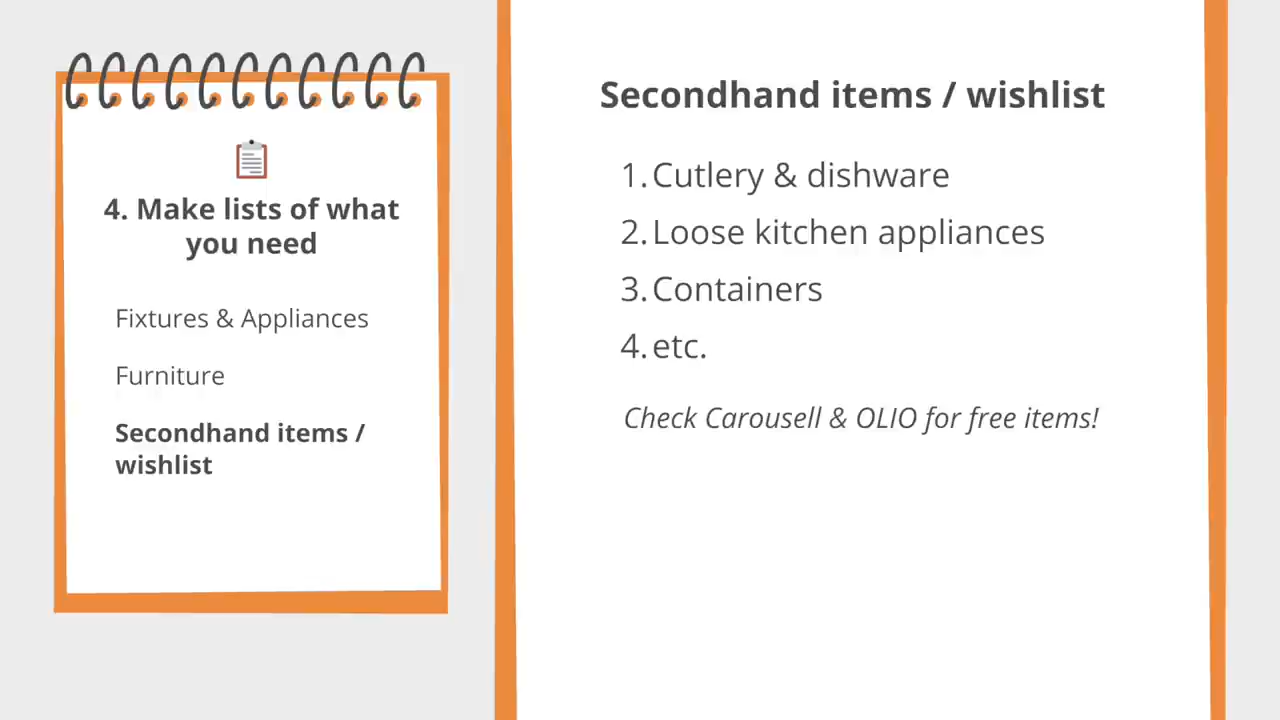 4. Make lists of what
you need
Fixtures & Appliances
Furniture
Secondhand items /
wishlist
Secondhand items / wishlist
1. Cutlery & dishware
2. Loose kitchen appliances
3. Containers
4. etc.
Check Carousell & OLIO for free items!